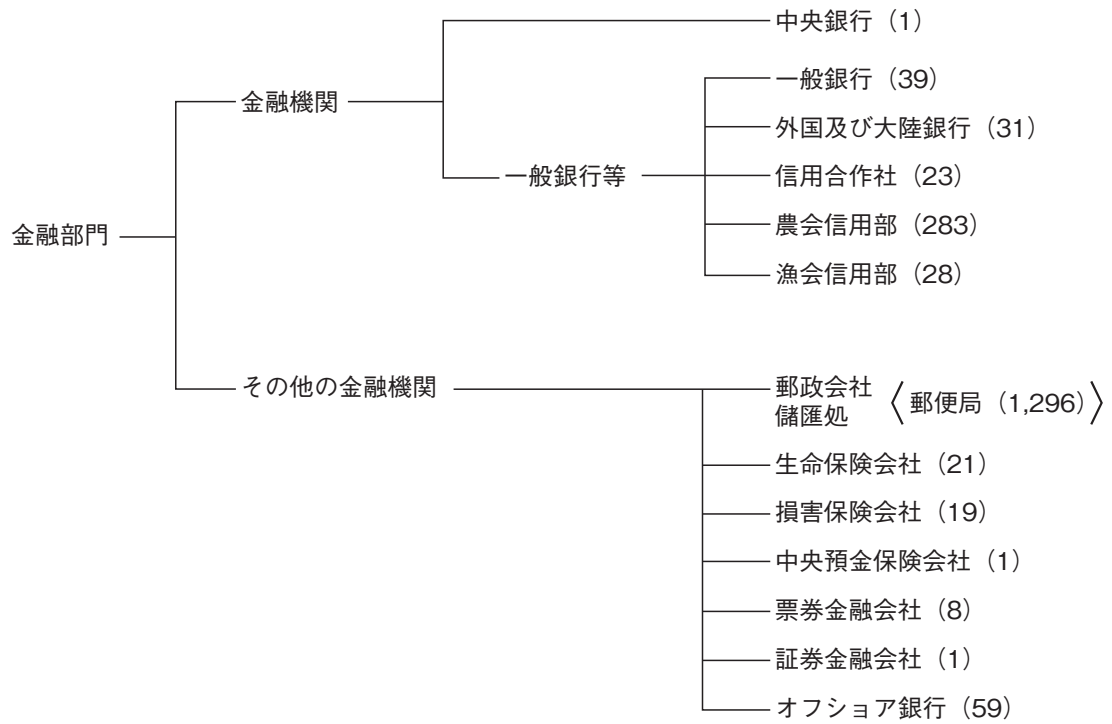 中央銀行（1）
一般銀行（39）
金融機関
外国及び大陸銀行（31）
一般銀行等
信用合作社（23）
農会信用部（283）
金融部門
漁会信用部（28）
その他の金融機関
郵政会社
儲匯処
〈郵便局（1,296）〉
生命保険会社（21）
損害保険会社（19）
中央預金保険会社（1）
票券金融会社（8）
証券金融会社（1）
オフショア銀行（59）